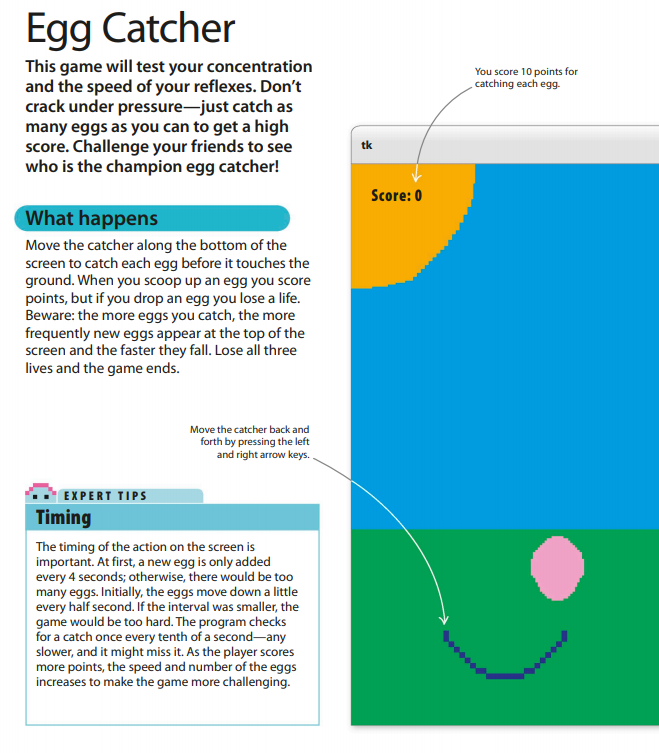 Egg Catcher
This game will test your concentration
and the speed of your reflexes. Don’t
crack under pressure—just catch as
many eggs as you can to get a high
score. Challenge your friends to see
who is the champion egg catcher!
What happens
Move the catcher along the bottom of the
screen to catch each egg before it touches the
ground. When you scoop up an egg you score
points, but if you drop an egg you lose a life.
Beware: the more eggs you catch, the more
frequently new eggs appear at the top of the
screen and the faster they fall. Lose all three
lives and the game ends.
You score 10 points for
catching each egg.
tk
Score: 0
Move the catcher back and
forth by pressing the left
and right arrow keys.
EXPERT TIPS
Timing
The timing of the action on the screen is
important. At first, a new egg is only added
every 4 seconds; otherwise, there would be too
many eggs. Initially, the eggs move down a little
every half second. If the interval was smaller, the
game would be too hard. The program checks
for a catch once every tenth of a second—any
slower, and it might miss it. As the player scores
more points, the speed and number of the eggs
increases to make the game more challenging.